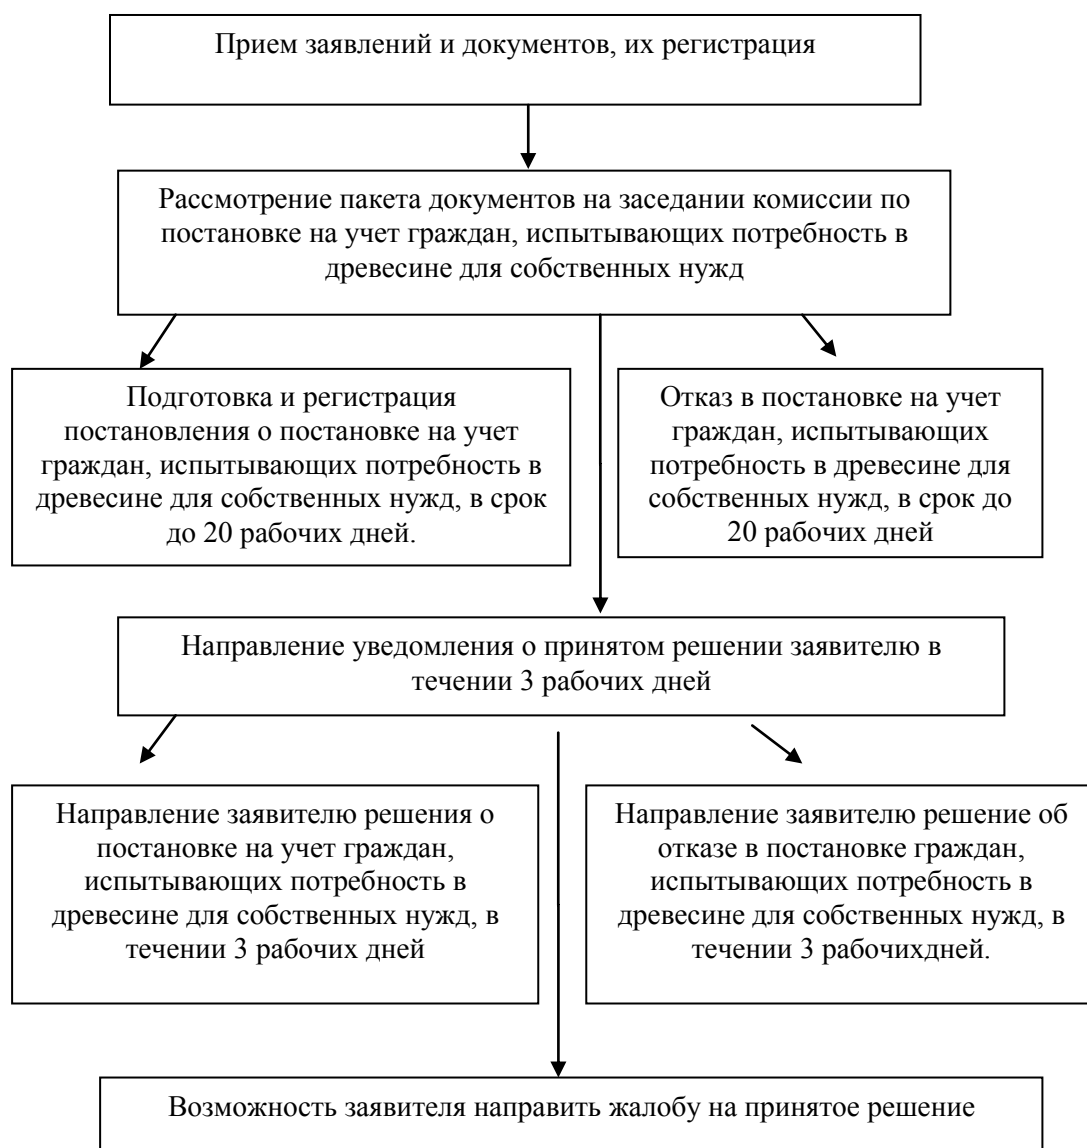 Прием заявлений и документов, их регистрация
Рассмотрение пакета документов на заседании комиссии по
постановке на учет граждан, испытывающих потребность в
древесине для собственных нужд
Подготовка и регистрация
постановления о постановке на учет
граждан, испытывающих потребность в
древесине для собственных нужд, в срок
до 20 рабочих дней.
Отказ в постановке на учет
граждан, испытывающих
потребность в древесине для
собственных нужд, в срок до
20 рабочих дней
Направление уведомления о принятом решении заявителю в
течении 3 рабочих дней
Направление заявителю решения о
постановке на учет граждан,
испытывающих потребность в
древесине для собственных нужд, в
течении 3 рабочих дней
Направление заявителю решение об
отказе в постановке граждан,
испытывающих потребность в
древесине для собственных нужд, в
течении 3 рабочихдней.
Возможность заявителя направить жалобу на принятое решение